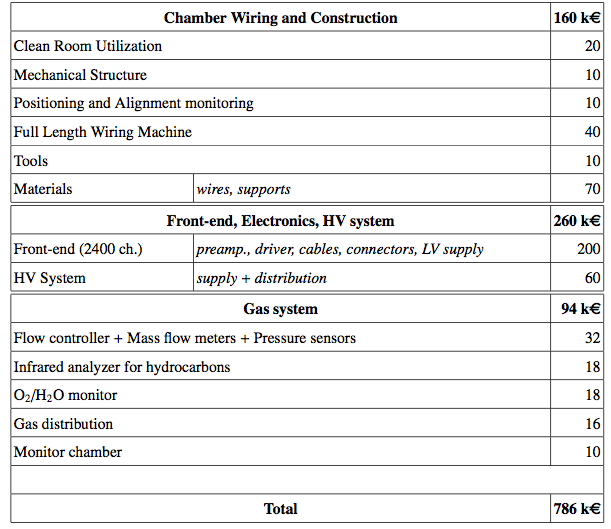 Chamber Wiring and Construction 160 k€
Clean Room Utilization 20
Mechanical Structure 10
Positioning and Alignment monitoring 10
Full Length Wiring Machine 40
Tools 10
Materials wires, supports 70
Front-end, Electronics, HV system 260 k€
Front-end (2400 ch.) preamp., driver, cables, connectors, LV supply 200
HV System supply + distribution 60
Gas system 94 k€
Flow controller + Mass flow meters + Pressure sensors 32
Infrared analyzer for hydrocarbons 18
O₂/H₂O monitor 18
Gas distribution 16
Monitor chamber 10
Total 786 k€